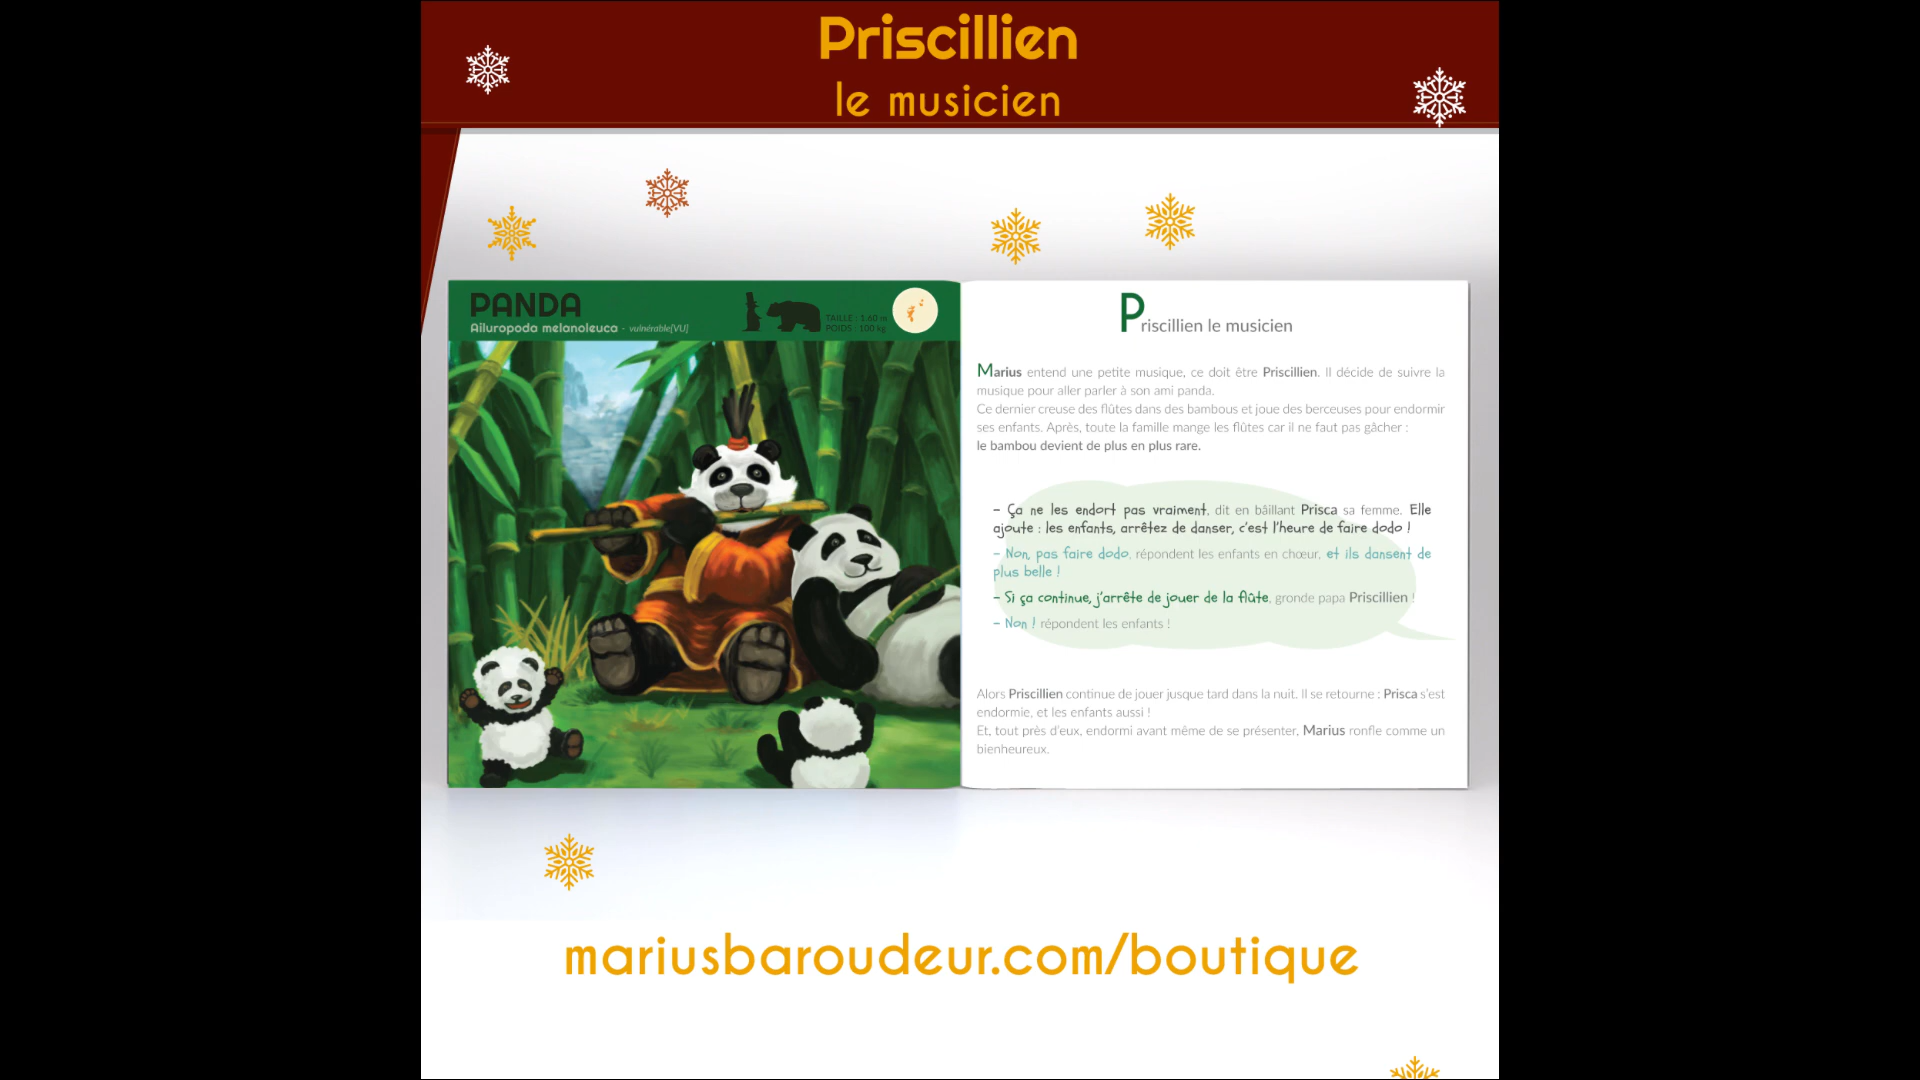 Priscillien
le musicien
PANDA
Ailuropoda melanoleuca - vulnérable[VU]
TAILLE : 1.60 m
POIDS : 100 kg
Priscillien le musicien
Marius entend une petite musique, ce doit être Priscillien. Il décide de suivre la
musique pour aller parler à son ami panda.
Ce dernier creuse des flûtes dans des bambous et joue des berceuses pour endormir
ses enfants. Après, toute la famille mange les flûtes car il ne faut pas gâcher :
le bambou devient de plus en plus rare.
– Ça ne les endort pas vraiment, dit en bâillant Prisca sa femme. Elle
ajoute : les enfants, arrêtez de danser, c'est l'heure de faire dodo !
– Non, pas faire dodo, répondent les enfants en chœur, et ils dansent de
plus belle !
– Si ça continue, j'arrête de jouer de la flûte, gronde papa Priscillien !
– Non ! répondent les enfants !
Alors Priscillien continue de jouer jusque tard dans la nuit. Il se retourne : Prisca s'est
endormie, et les enfants aussi !
Et, tout près d'eux, endormi avant même de se présenter, Marius ronfle comme un
bienheureux.
mariusbaroudeur.com/boutique